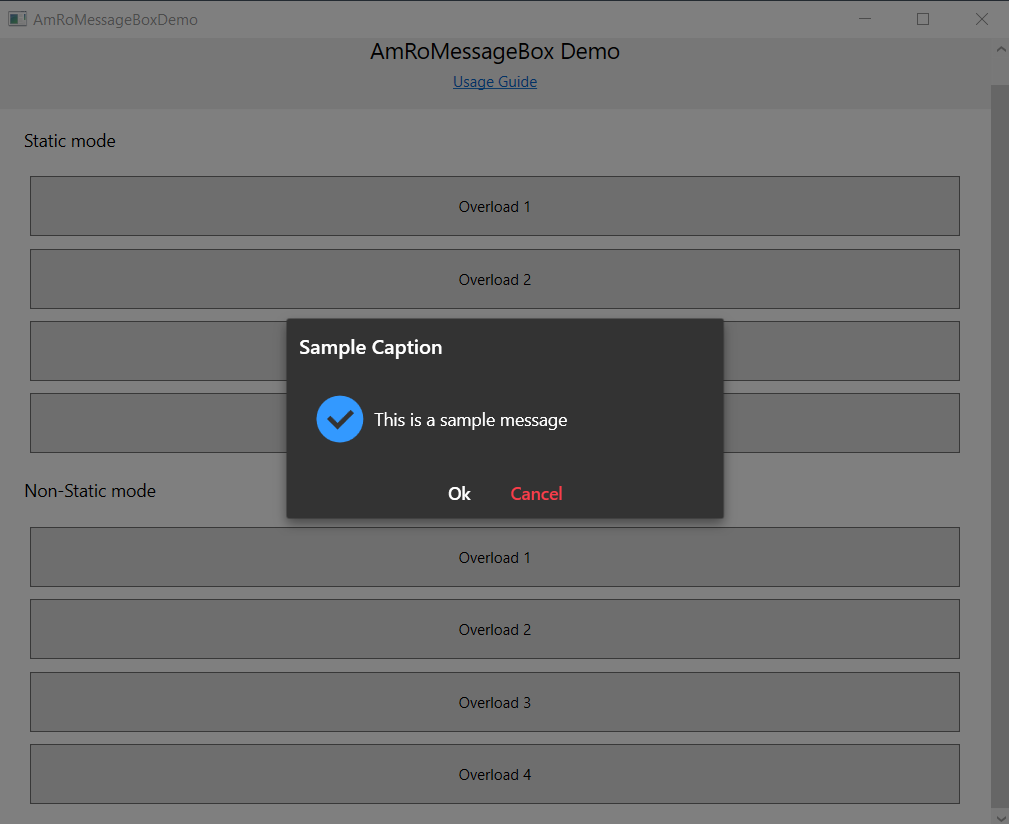 AmRoMessageBoxDemo
AmRoMessageBox Demo
Usage Guide
Static mode
Overload 1
Overload 2
Sample Caption
This is a sample message
Ok
Cancel
Non-Static mode
Overload 1
Overload 2
Overload 3
Overload 4